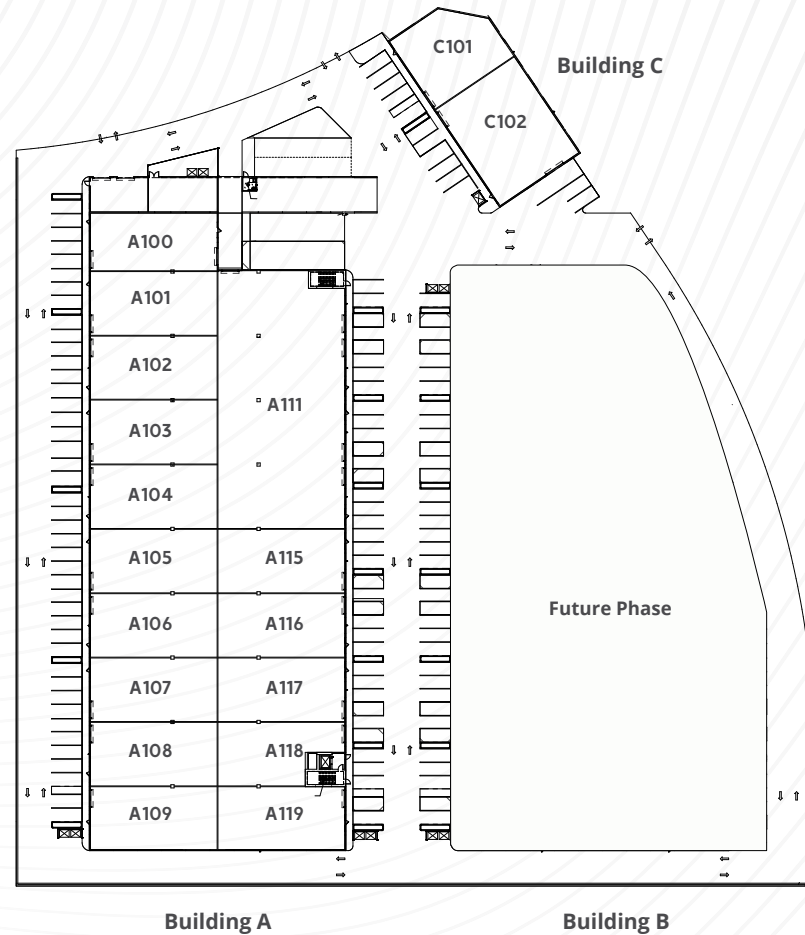 C101
Building C
C102
A100
A101
A102
A111
A103
A104
A105 A115
A106 A116
Future Phase
A107 A117
A108 A118
A109 A119
Building A Building B